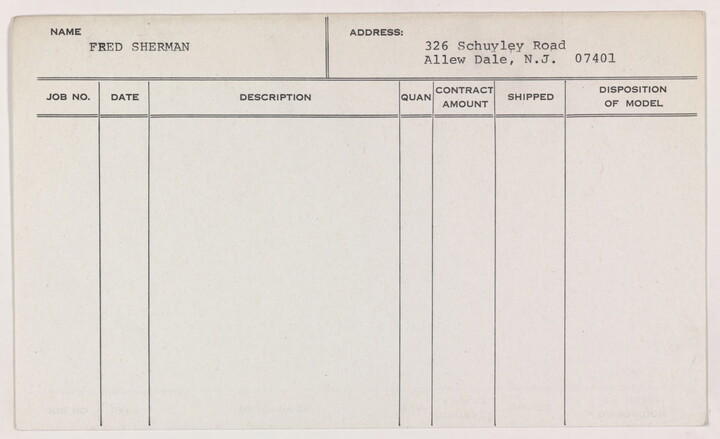 NAME
FRED SHERMAN
ADDRESS:
326 Schuyley Road
Allew Dale, N.J. 07401
JOB NO.
DATE
DESCRIPTION
QUAN
CONTRACT
AMOUNT
SHIPPED
DISPOSITION
OF MODEL